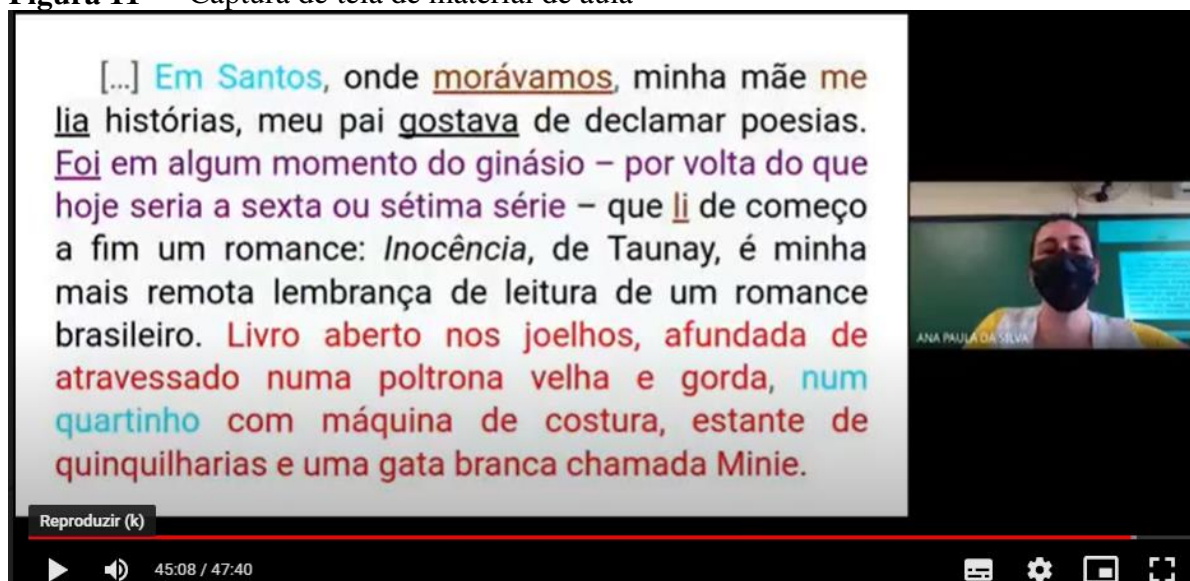 Figura 11 – Captura de tela de material de aula
[...] Em Santos, onde morávamos, minha mãe me
lia histórias, meu pai gostava de declamar poesias.
Foi em algum momento do ginásio – por volta do que
hoje seria a sexta ou sétima série – que li de começo
a fim um romance: Inocência, de Taunay, é minha
mais remota lembrança de leitura de um romance
brasileiro. Livro aberto nos joelhos, afundada de
atravessado numa poltrona velha e gorda, num
quartinho com máquina de costura, estante de
quinquilharias e uma gata branca chamada Minie.
ANA PAULA DA SILVA
Reproduzir (k)
45:08 / 47:40